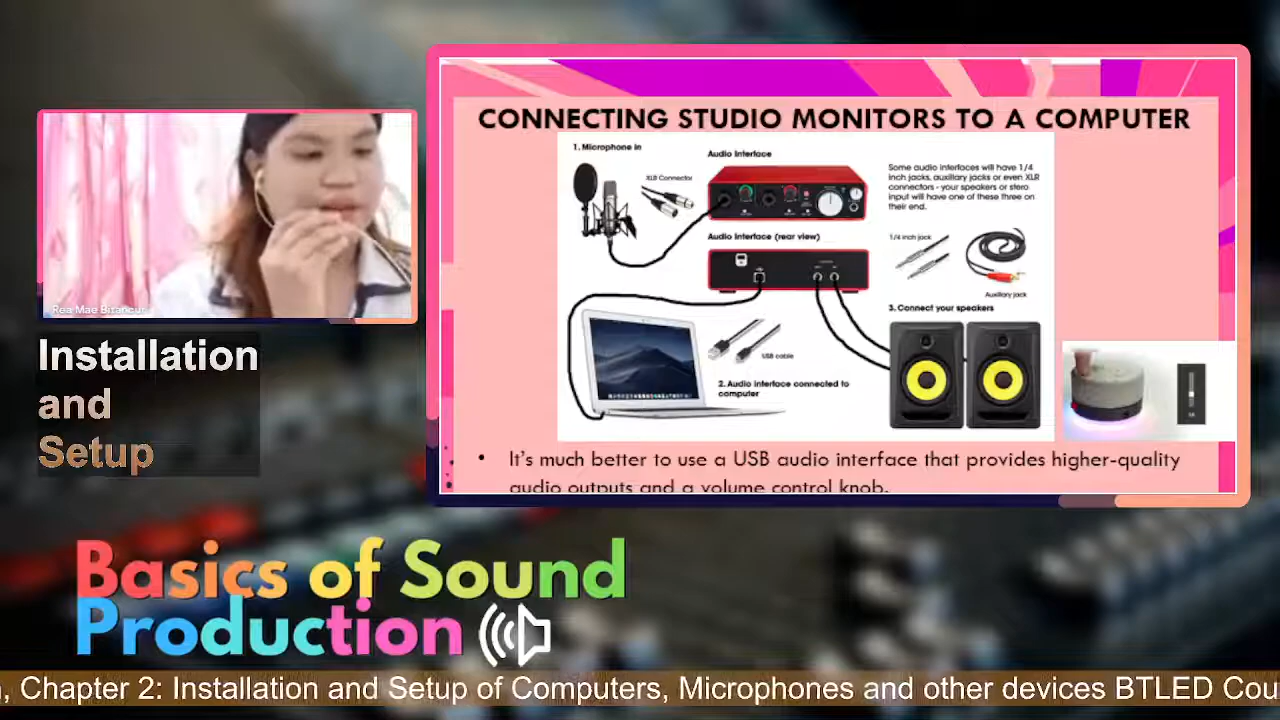 CONNECTING STUDIO MONITORS TO A COMPUTER
1. Microphone in
Audio Interface
XLR Connector
Some audio interfaces will have 1/4
inch jacks, auxiliary jacks or even XLR
connectors - your speakers or stero
input will have one of these three on
their end.
Audio Interface (rear view)
1/4 inch jack
Auxiliary jack
3. Connect your speakers
USB cable
2. Audio interface connected to
computer
• It's much better to use a USB audio interface that provides higher-quality
audio outputs and a volume control knob.
Rea Mae
Installation
and
Setup
Basics of Sound
Production
, Chapter 2: Installation and Setup of Computers, Microphones and other devices BTLED Cou